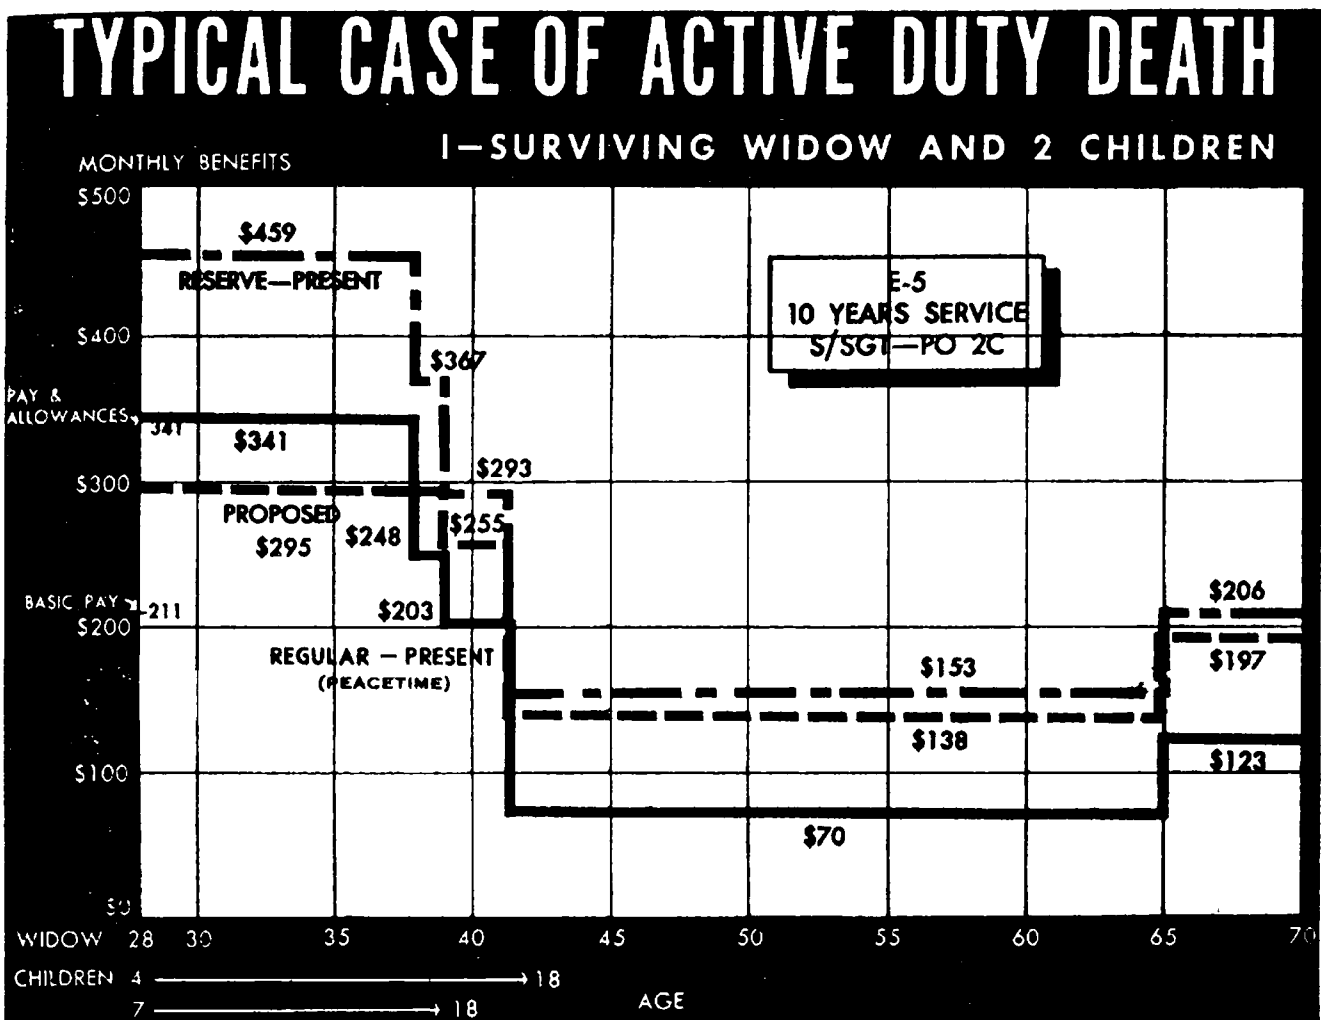 TYPICAL CASE OF ACTIVE DUTY DEATH
I—SURVIVING WIDOW AND 2 CHILDREN
MONTHLY BENEFITS
$500
$459
RESERVE—PRESENT
E-5
10 YEARS SERVICE
S/SGT—PO 2C
$400
$367
PAY &
ALLOWANCES
341
$341
$300
$293
PROPOSED
$295
$248
$255
BASIC PAY
211
$200
$203
$206
REGULAR — PRESENT
(PEACETIME)
$153
$197
$138
$100
$123
$70
$0
WIDOW 28 30 35 40 45 50 55 60 65 70
CHILDREN 4 18
7 18
AGE